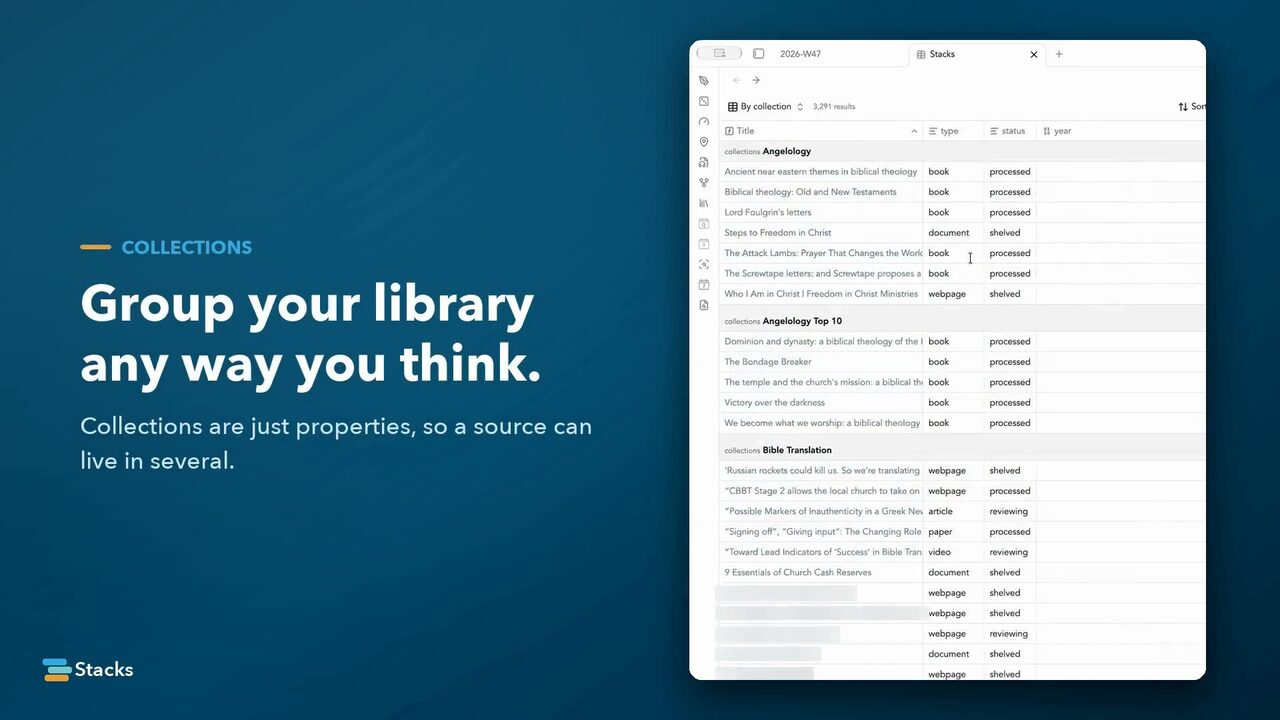 COLLECTIONS
Group your library
any way you think.
Collections are just properties, so a source can
live in several.
Stacks
2026-W47
Stacks
By collection 3,291 results
Sort
Title type status year
collections Angelology
Ancient near eastern themes in biblical theology book processed
Biblical theology: Old and New Testaments book processed
Lord Foulgrin's letters book processed
Steps to Freedom in Christ document shelved
The Attack Lambs: Prayer That Changes the World book processed
The Screwtape letters: and Screwtape proposes a book processed
Who I Am in Christ | Freedom in Christ Ministries webpage shelved
collections Angelology Top 10
Dominion and dynasty: a biblical theology of the book processed
The Bondage Breaker book processed
The temple and the church's mission: a biblical the book processed
Victory over the darkness book processed
We become what we worship: a biblical theology book processed
collections Bible Translation
'Russian rockets could kill us. So we're translating webpage shelved
"CBBT Stage 2 allows the local church to take on webpage processed
"Possible Markers of Inauthenticity in a Greek New article reviewing
"Signing off", "Giving input": The Changing Role paper processed
"Toward Lead Indicators of 'Success' in Bible Tran video reviewing
9 Essentials of Church Cash Reserves document shelved
webpage shelved
webpage shelved
webpage reviewing
document shelved
webpage shelved